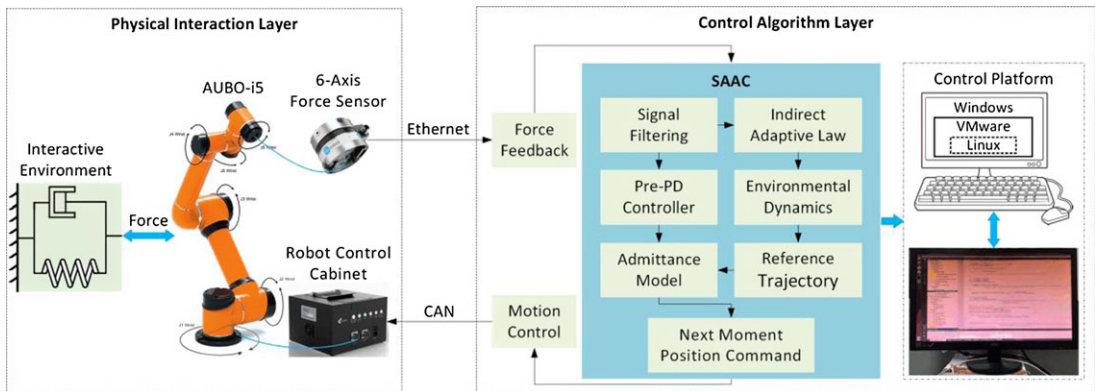 Physical Interaction Layer
Control Algorithm Layer
AUBO-i5
6-Axis
Force Sensor
Interactive
Environment
Force
Robot Control
Cabinet
Ethernet
CAN
Force
Feedback
Motion
Control
SAAC
Signal
Filtering
Indirect
Adaptive Law
Pre-PD
Controller
Environmental
Dynamics
Admittance
Model
Reference
Trajectory
Next Moment
Position Command
Control Platform
Windows
VMware
Linux